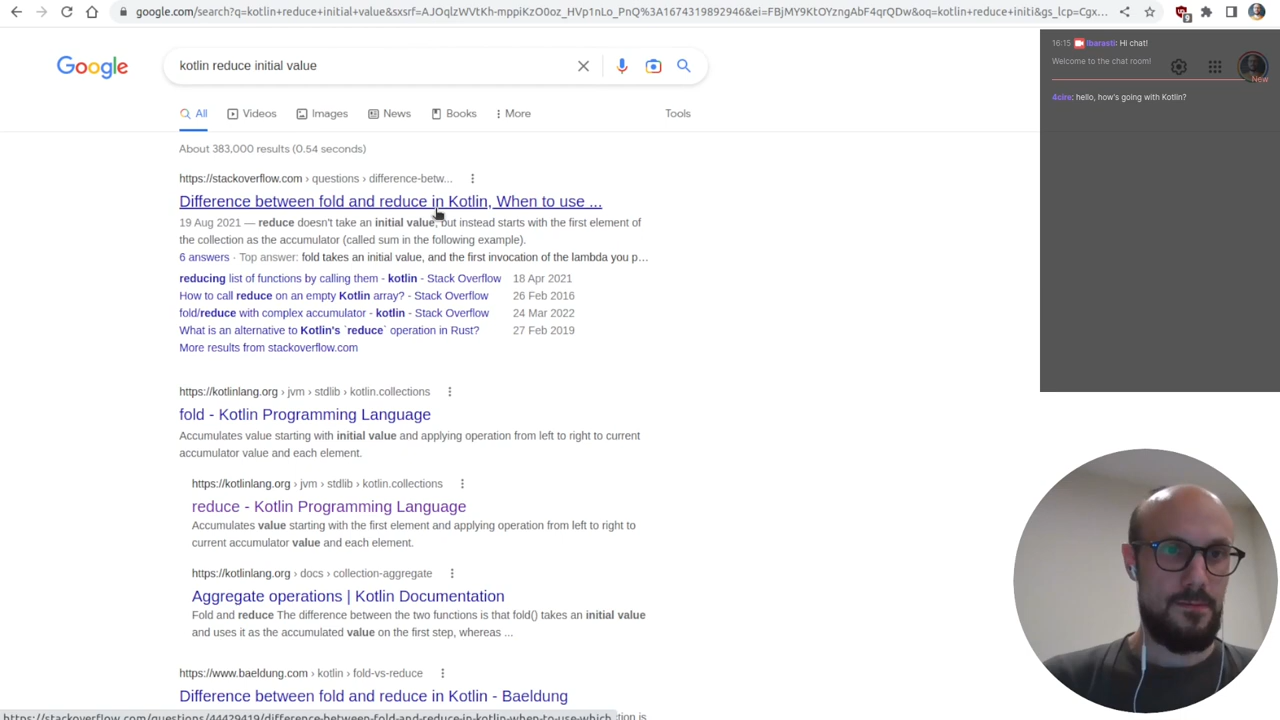 google.com/search?q=kotlin+reduce+initial+value&sxsrf=AJOqlzWVtKh-mppiKzO0oz_HVp1nLo_PnQ%3A1674319892946&ei=FBjMY9KtOYzngAbF4qrQDw&oq=kotlin+reduce+initi&gs_lcp=Cgx...
9
Google
kotlin reduce initial value
All
Videos
Images
News
Books
More
Tools
About 383,000 results (0.54 seconds)
https://stackoverflow.com › questions › difference-betw...
Difference between fold and reduce in Kotlin, When to use ...
19 Aug 2021 — reduce doesn't take an initial value, but instead starts with the first element of
the collection as the accumulator (called sum in the following example).
6 answers · Top answer: fold takes an initial value, and the first invocation of the lambda you p...
reducing list of functions by calling them - kotlin - Stack Overflow 18 Apr 2021
How to call reduce on an empty Kotlin array? - Stack Overflow 26 Feb 2016
fold/reduce with complex accumulator - kotlin - Stack Overflow 24 Mar 2022
What is an alternative to Kotlin's `reduce` operation in Rust? 27 Feb 2019
More results from stackoverflow.com
https://kotlinlang.org › jvm › stdlib › kotlin.collections
fold - Kotlin Programming Language
Accumulates value starting with initial value and applying operation from left to right to current
accumulator value and each element.
https://kotlinlang.org › jvm › stdlib › kotlin.collections
reduce - Kotlin Programming Language
Accumulates value starting with the first element and applying operation from left to right to
current accumulator value and each element.
https://kotlinlang.org › docs › collection-aggregate
Aggregate operations | Kotlin Documentation
Fold and reduce The difference between the two functions is that fold() takes an initial value
and uses it as the accumulated value on the first step, whereas ...
https://www.baeldung.com › kotlin › fold-vs-reduce
Difference between fold and reduce in Kotlin - Baeldung
https://stackoverflow.com/questions/44429419/difference-between-fold-and-reduce-in-kotlin-when-to-use-which
tion is
16:15 ibarasti: Hi chat!
Welcome to the chat room!
New
4cire: hello, how's going with Kotlin?